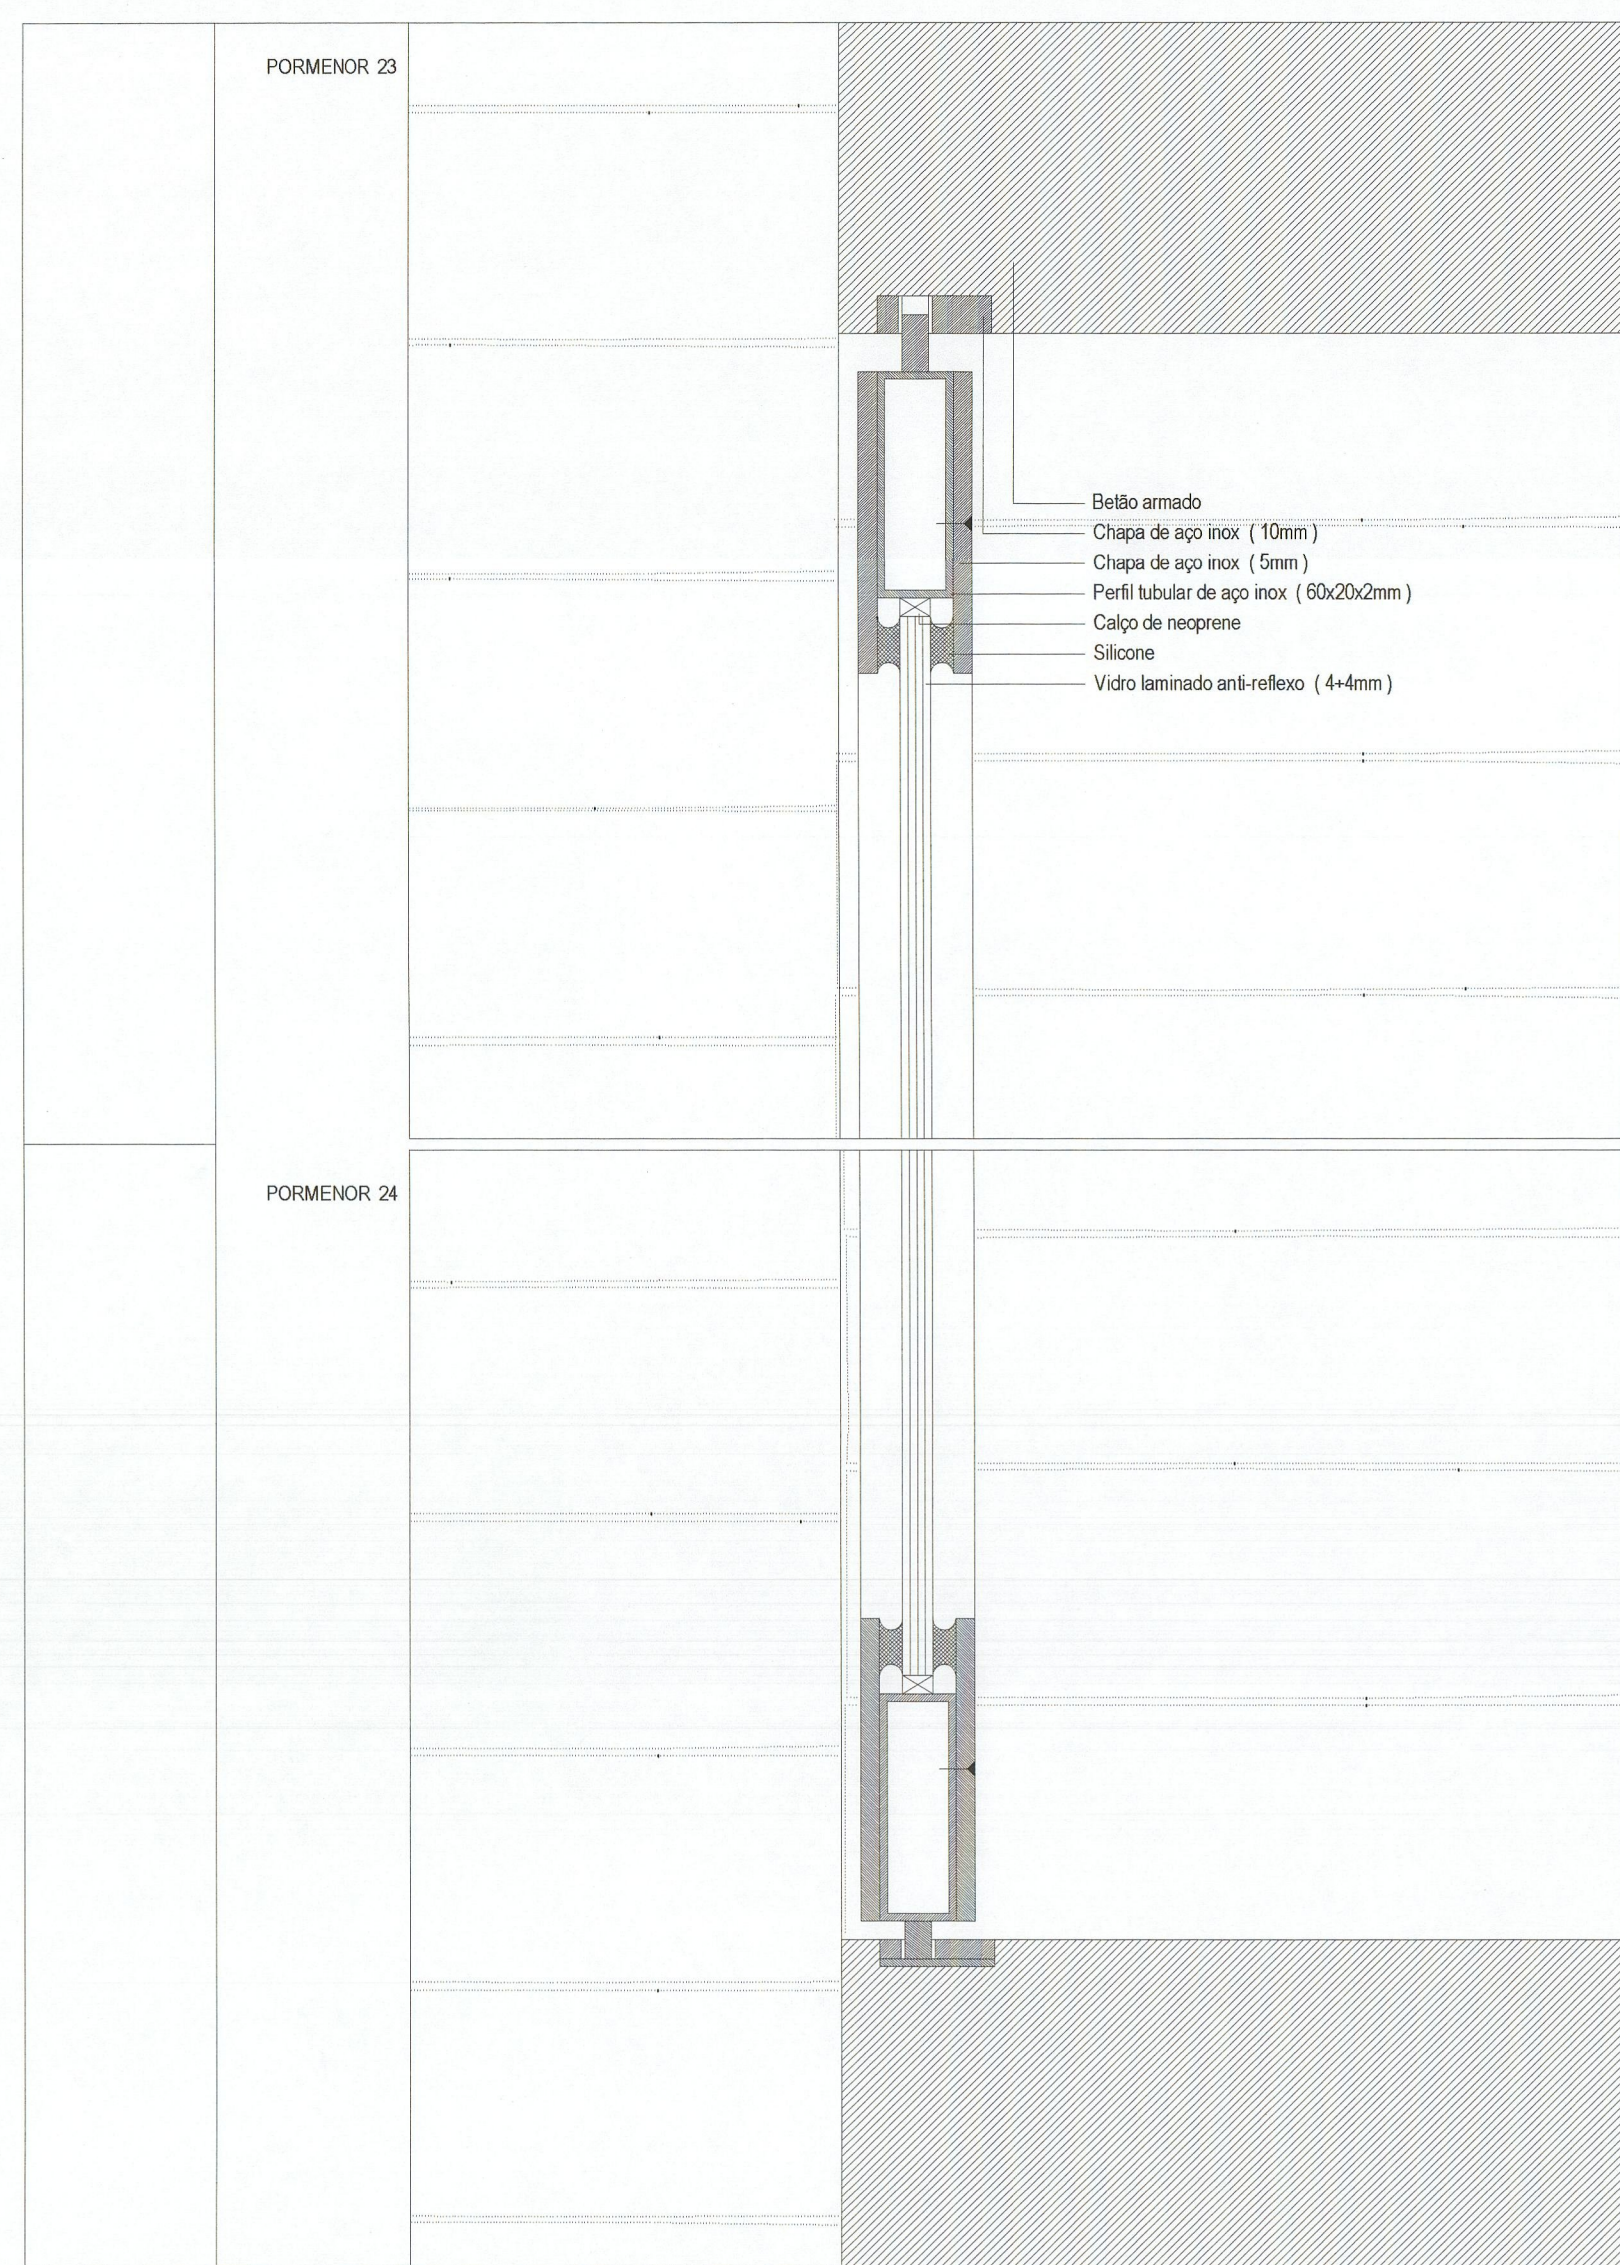 PORMENOR 23
Betão armado
Chapa de aço inox ( 10mm )
Chapa de aço inox ( 5mm )
Perfil tubular de aço inox ( 60x20x2mm )
Calço de neoprene
Silicone
Vidro laminado anti-reflexo ( 4+4mm )
PORMENOR 24